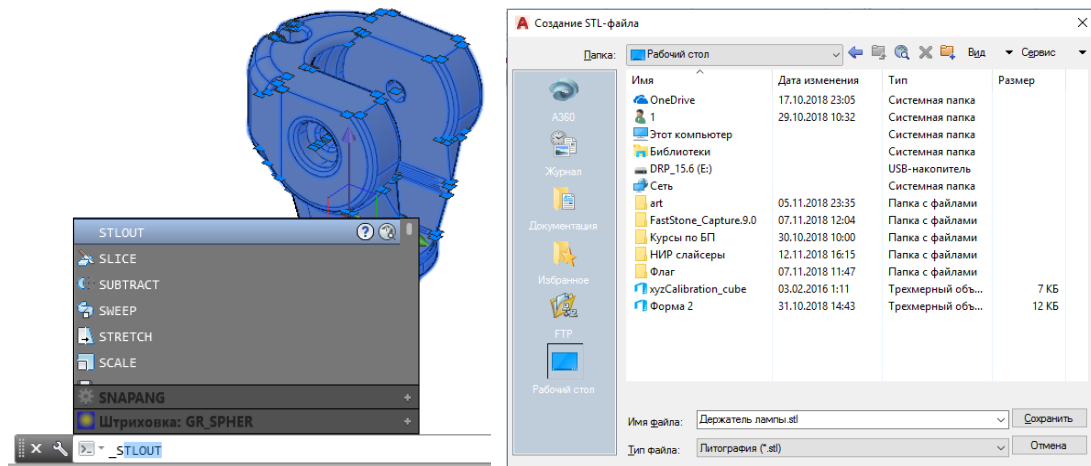 STLOUT
SLICE
SUBTRACT
SWEEP
STRETCH
SCALE
SNAPANG +
Штриховка: GR_SPHER +
_STLOUT
Создание STL-файла
Папка: Рабочий стол Вид Сервис
Имя Дата изменения Тип Размер
OneDrive 17.10.2018 23:05 Системная папка
1 29.10.2018 10:32 Системная папка
Этот компьютер Системная папка
Библиотеки Системная папка
DRP_15.6 (E:) USB-накопитель
Сеть Системная папка
art 05.11.2018 23:35 Папка с файлами
FastStone_Capture.9.0 07.11.2018 12:04 Папка с файлами
Курсы по БП 30.10.2018 10:00 Папка с файлами
НИР слайсеры 12.11.2018 16:15 Папка с файлами
Флаг 07.11.2018 11:47 Папка с файлами
xyzCalibration_cube 03.02.2016 1:11 Трехмерный объ... 7 КБ
Форма 2 31.10.2018 14:43 Трехмерный объ... 12 КБ
A360
Журнал
Документация
Избранное
FTP
Рабочий стол
Имя файла: Держатель лампы.stl Сохранить
Тип файла: Литография (*.stl) Отмена